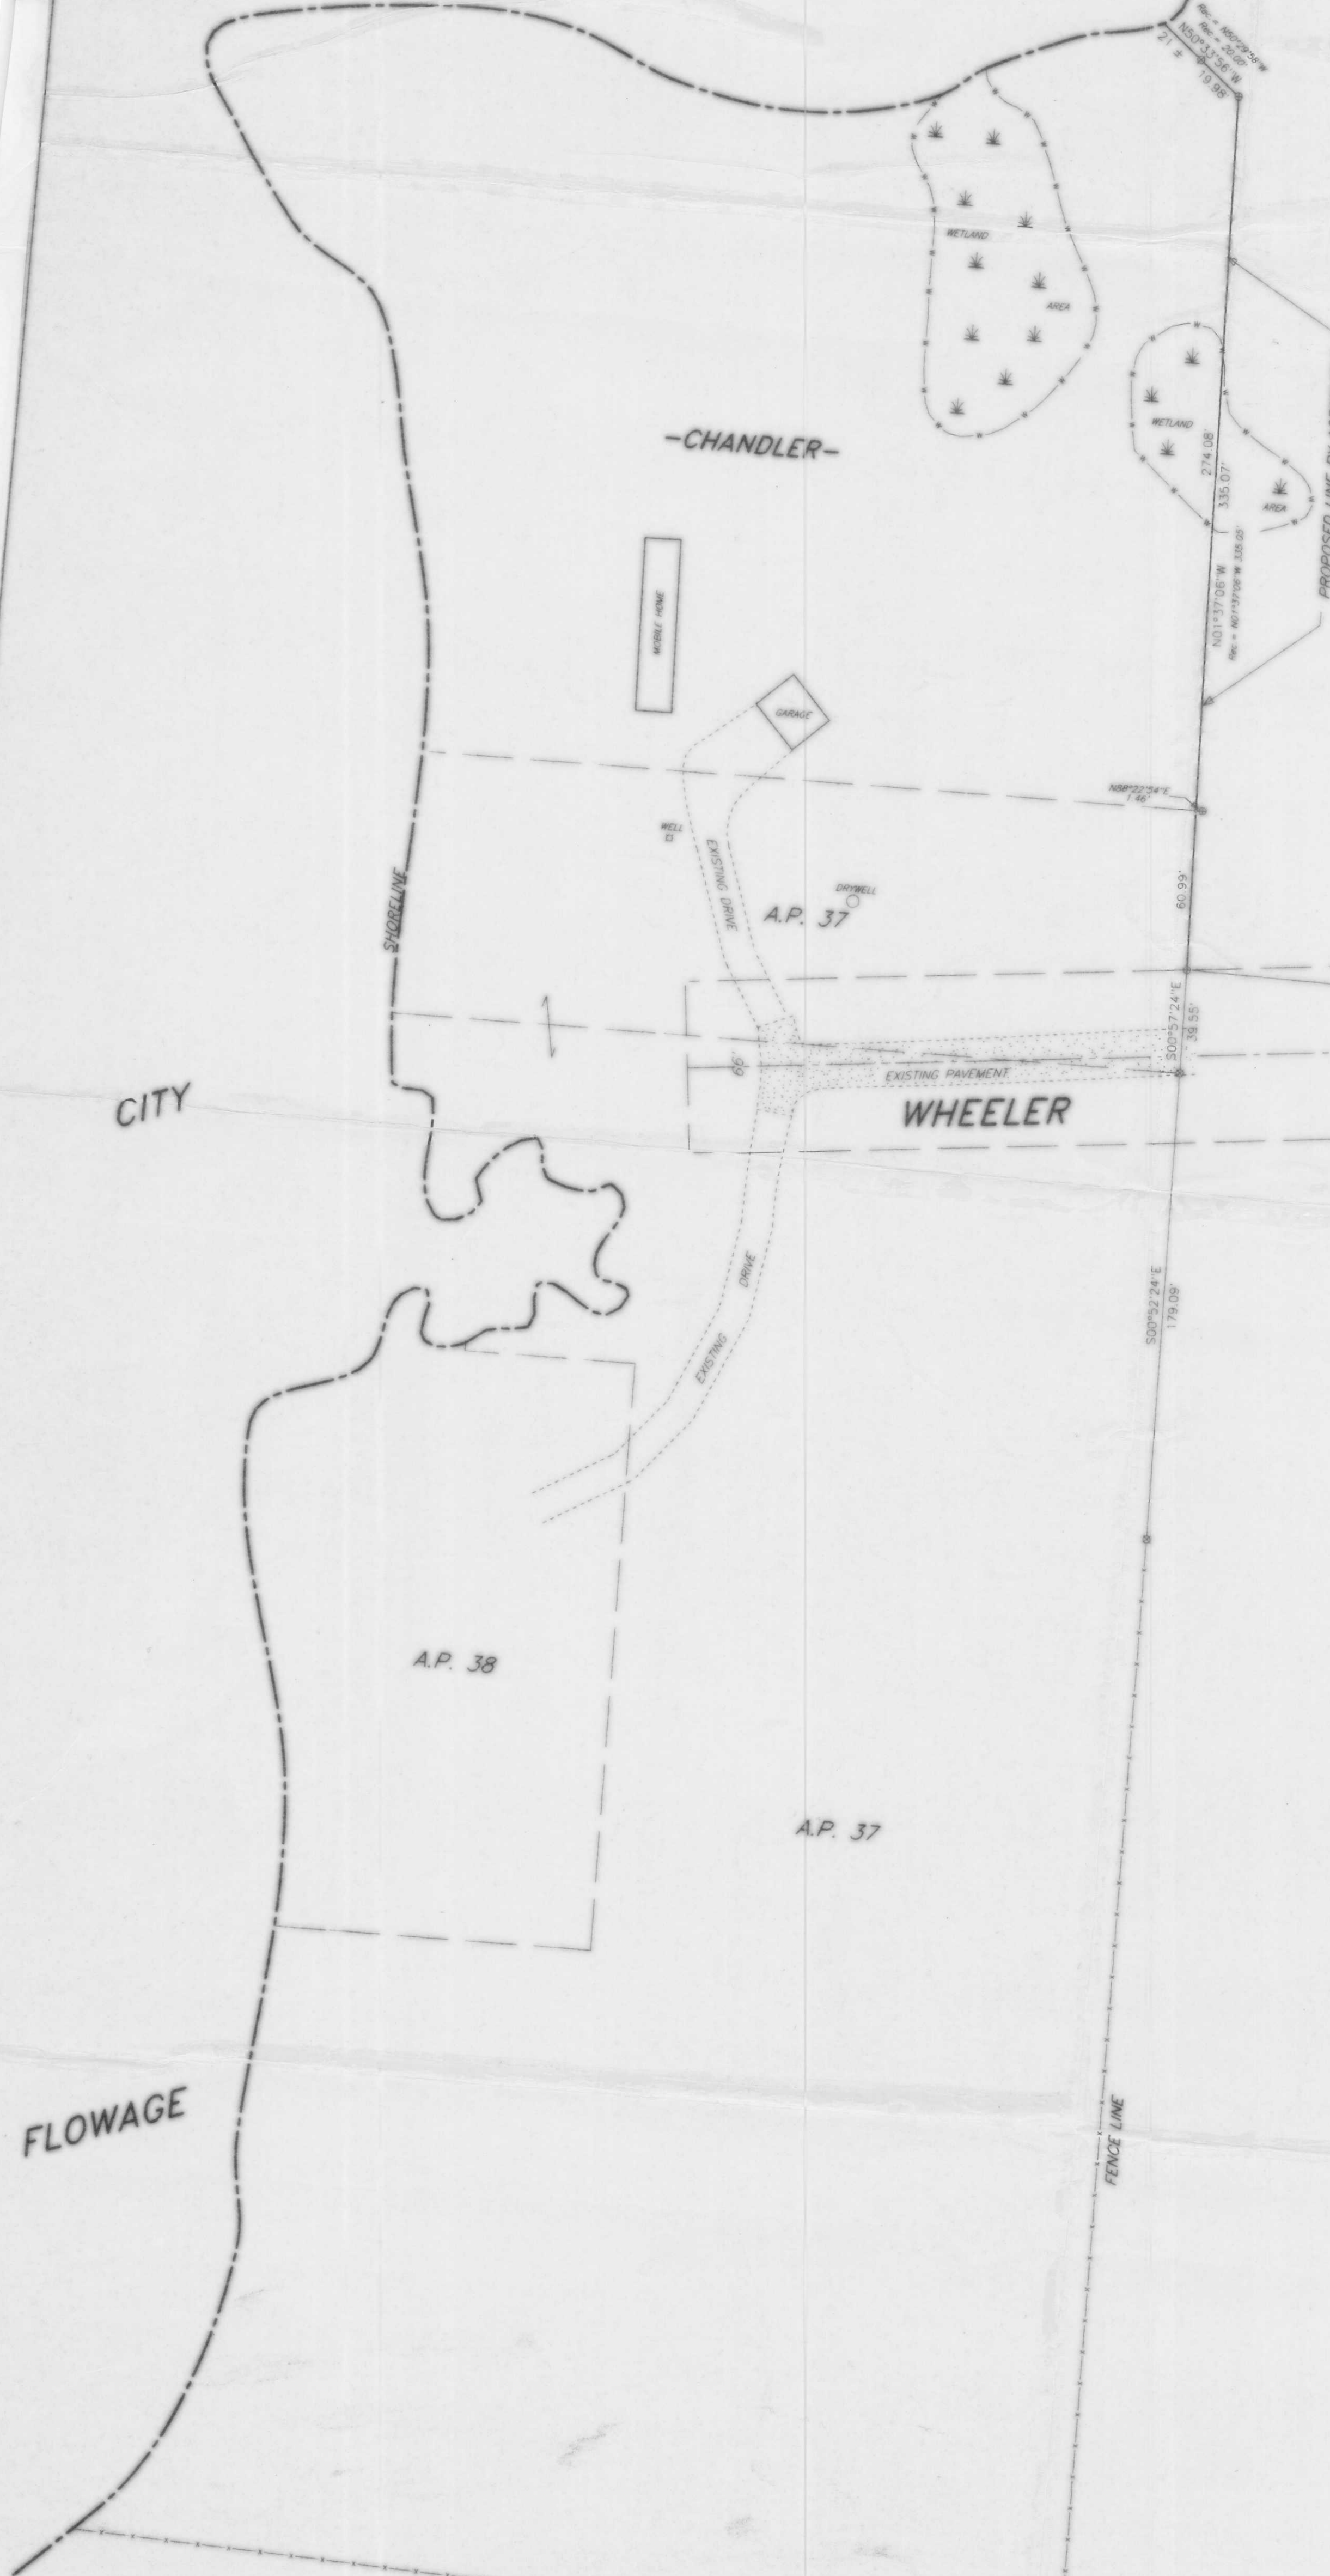 Rec.= N50°29'58"W
Rec. = 20.00'
N50°33'56"W
21 ±
19.98'
WETLAND
AREA
WETLAND
AREA
-CHANDLER-
274.08'
335.07'
N01°37'06"W
Rec.= N01°37'06"W 335.05'
PROPOSED LINE
MOBILE HOME
GARAGE
N88°22'54"E
1.46'
WELL
EXISTING DRIVE
DRYWELL
A.P. 37
60.99'
SHORELINE
S00°57'24"E
39.55'
66'
EXISTING PAVEMENT
CITY
WHEELER
DRIVE
EXISTING
S00°52'24"E
179.09'
A.P. 38
A.P. 37
FLOWAGE
FENCE LINE